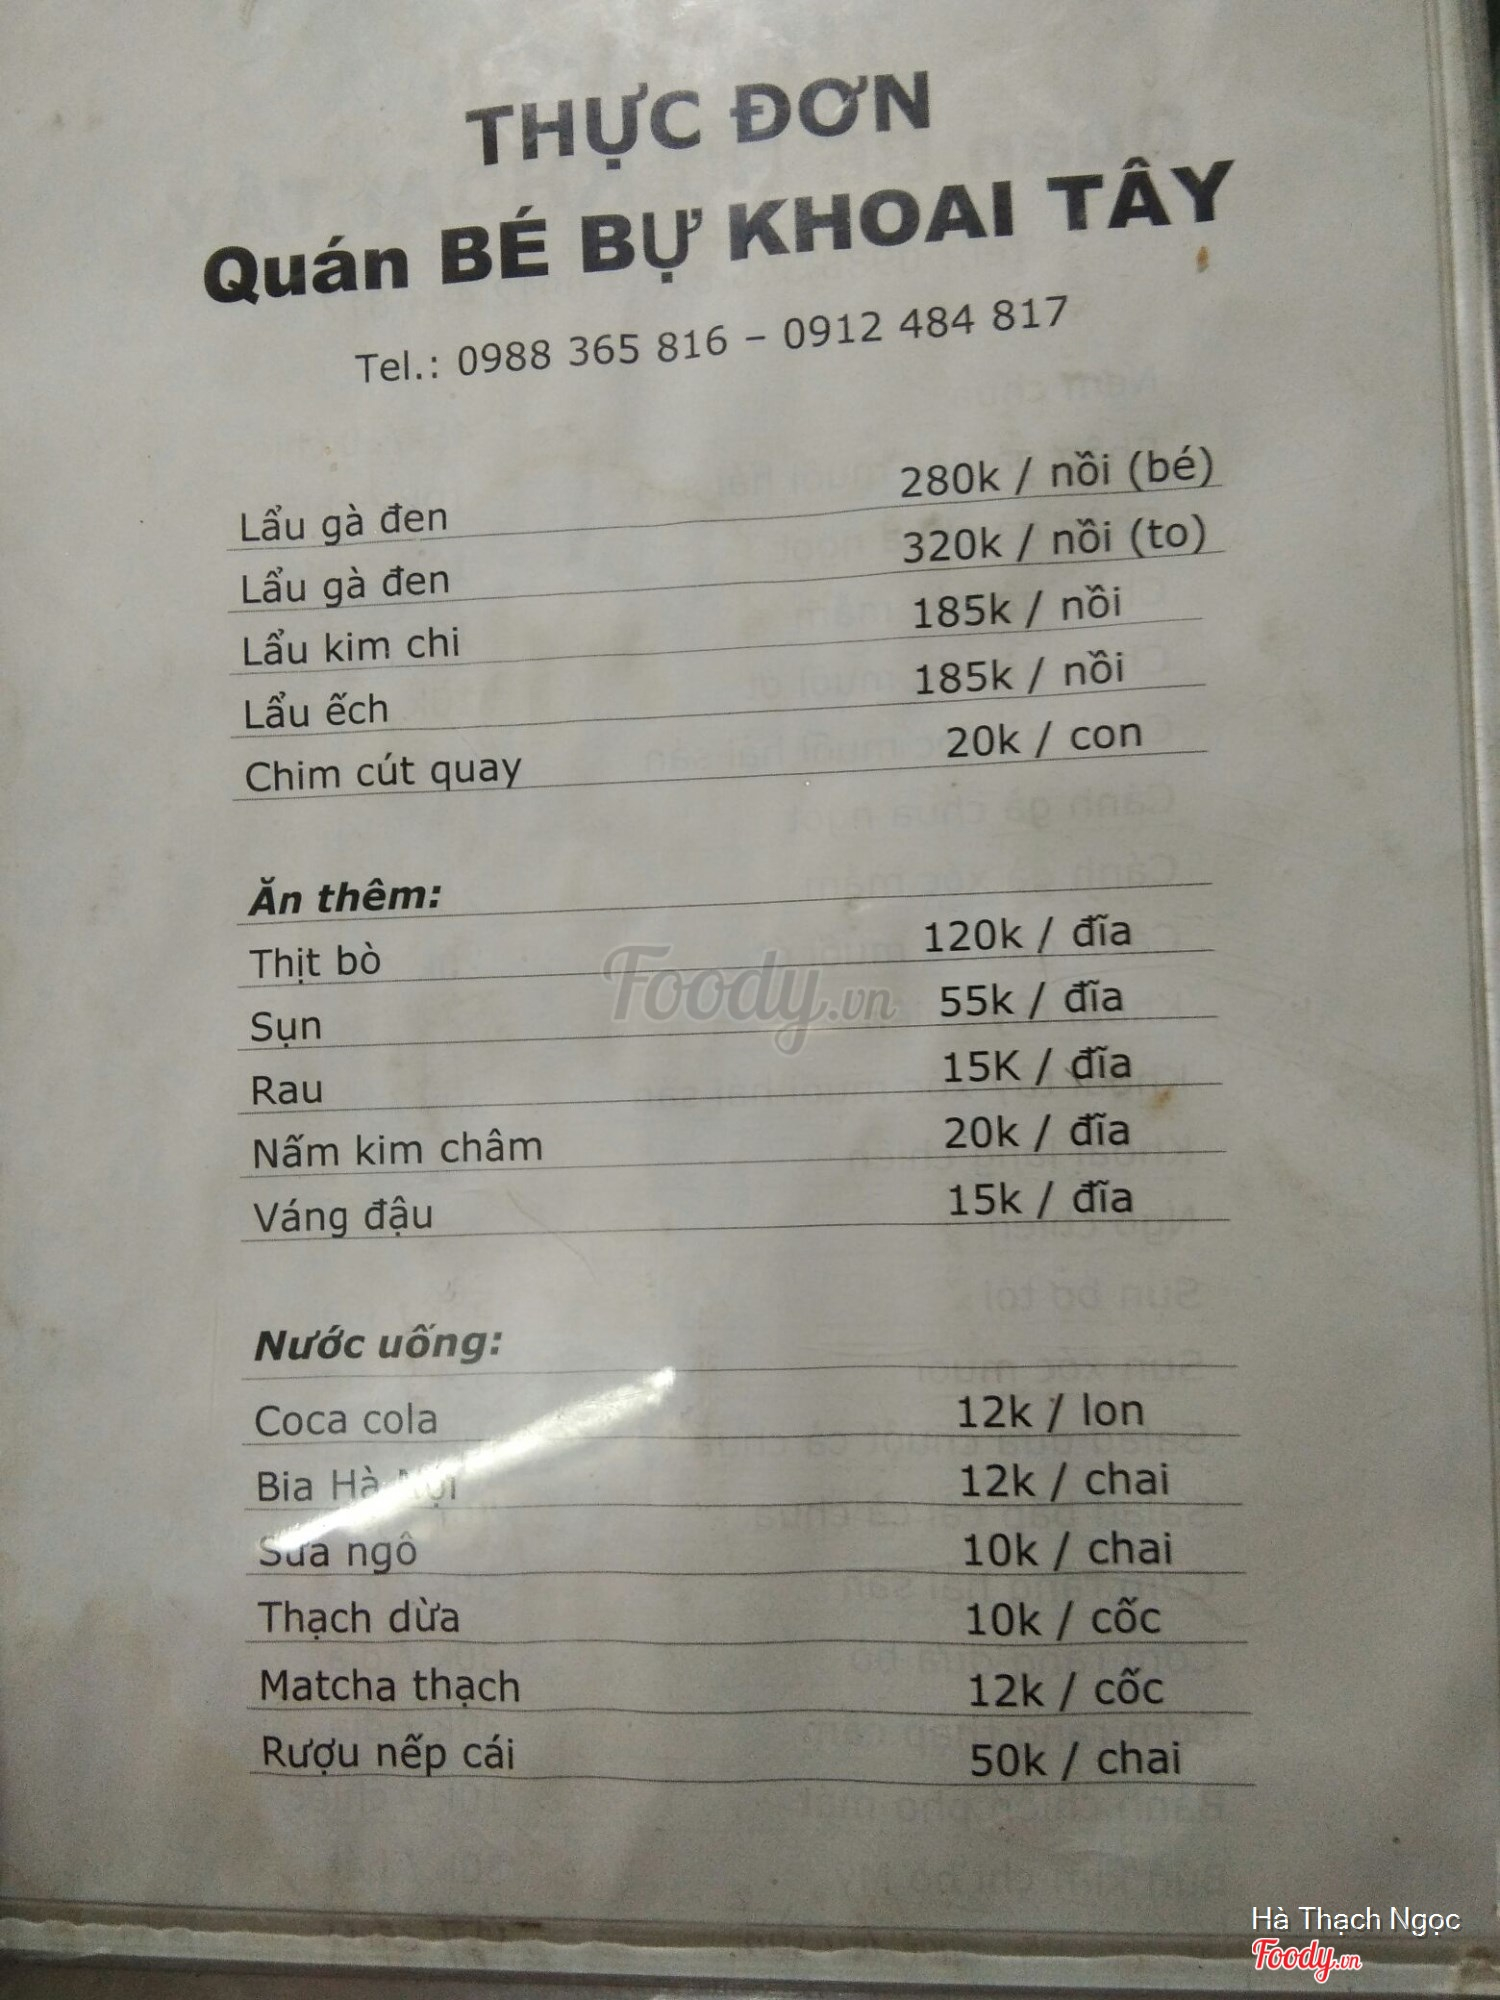 THỰC ĐƠN
Quán BÉ BỰ KHOAI TÂY
Tel.: 0988 365 816 – 0912 484 817
Lẩu gà đen 280k / nồi (bé)
Lẩu gà đen 320k / nồi (to)
Lẩu kim chi 185k / nồi
Lẩu ếch 185k / nồi
Chim cút quay 20k / con
Ăn thêm:
Thịt bò 120k / đĩa
Sụn 55k / đĩa
Rau 15K / đĩa
Nấm kim châm 20k / đĩa
Váng đậu 15k / đĩa
Foody.vn
Nước uống:
Coca cola 12k / lon
Bia Hà Nội 12k / chai
Sữa ngô 10k / chai
Thạch dừa 10k / cốc
Matcha thạch 12k / cốc
Rượu nếp cái 50k / chai
Hà Thạch Ngọc
Foody.vn